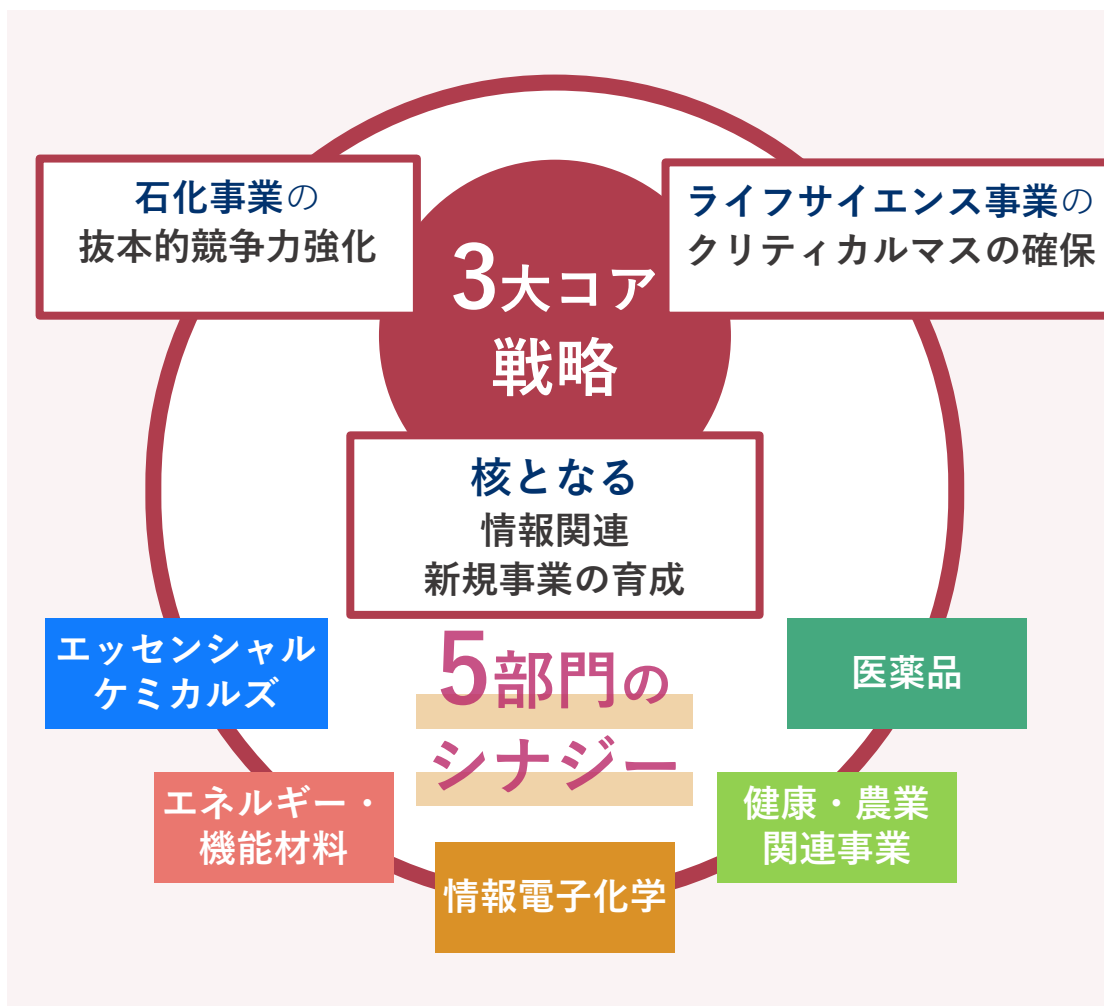 石化事業の
抜本的競争力強化
ライフサイエンス事業の
クリティカルマスの確保
3大コア
戦略
核となる
情報関連
新規事業の育成
5部門の
シナジー
エッセンシャル
ケミカルズ
医薬品
エネルギー・
機能材料
健康・農業
関連事業
情報電子化学